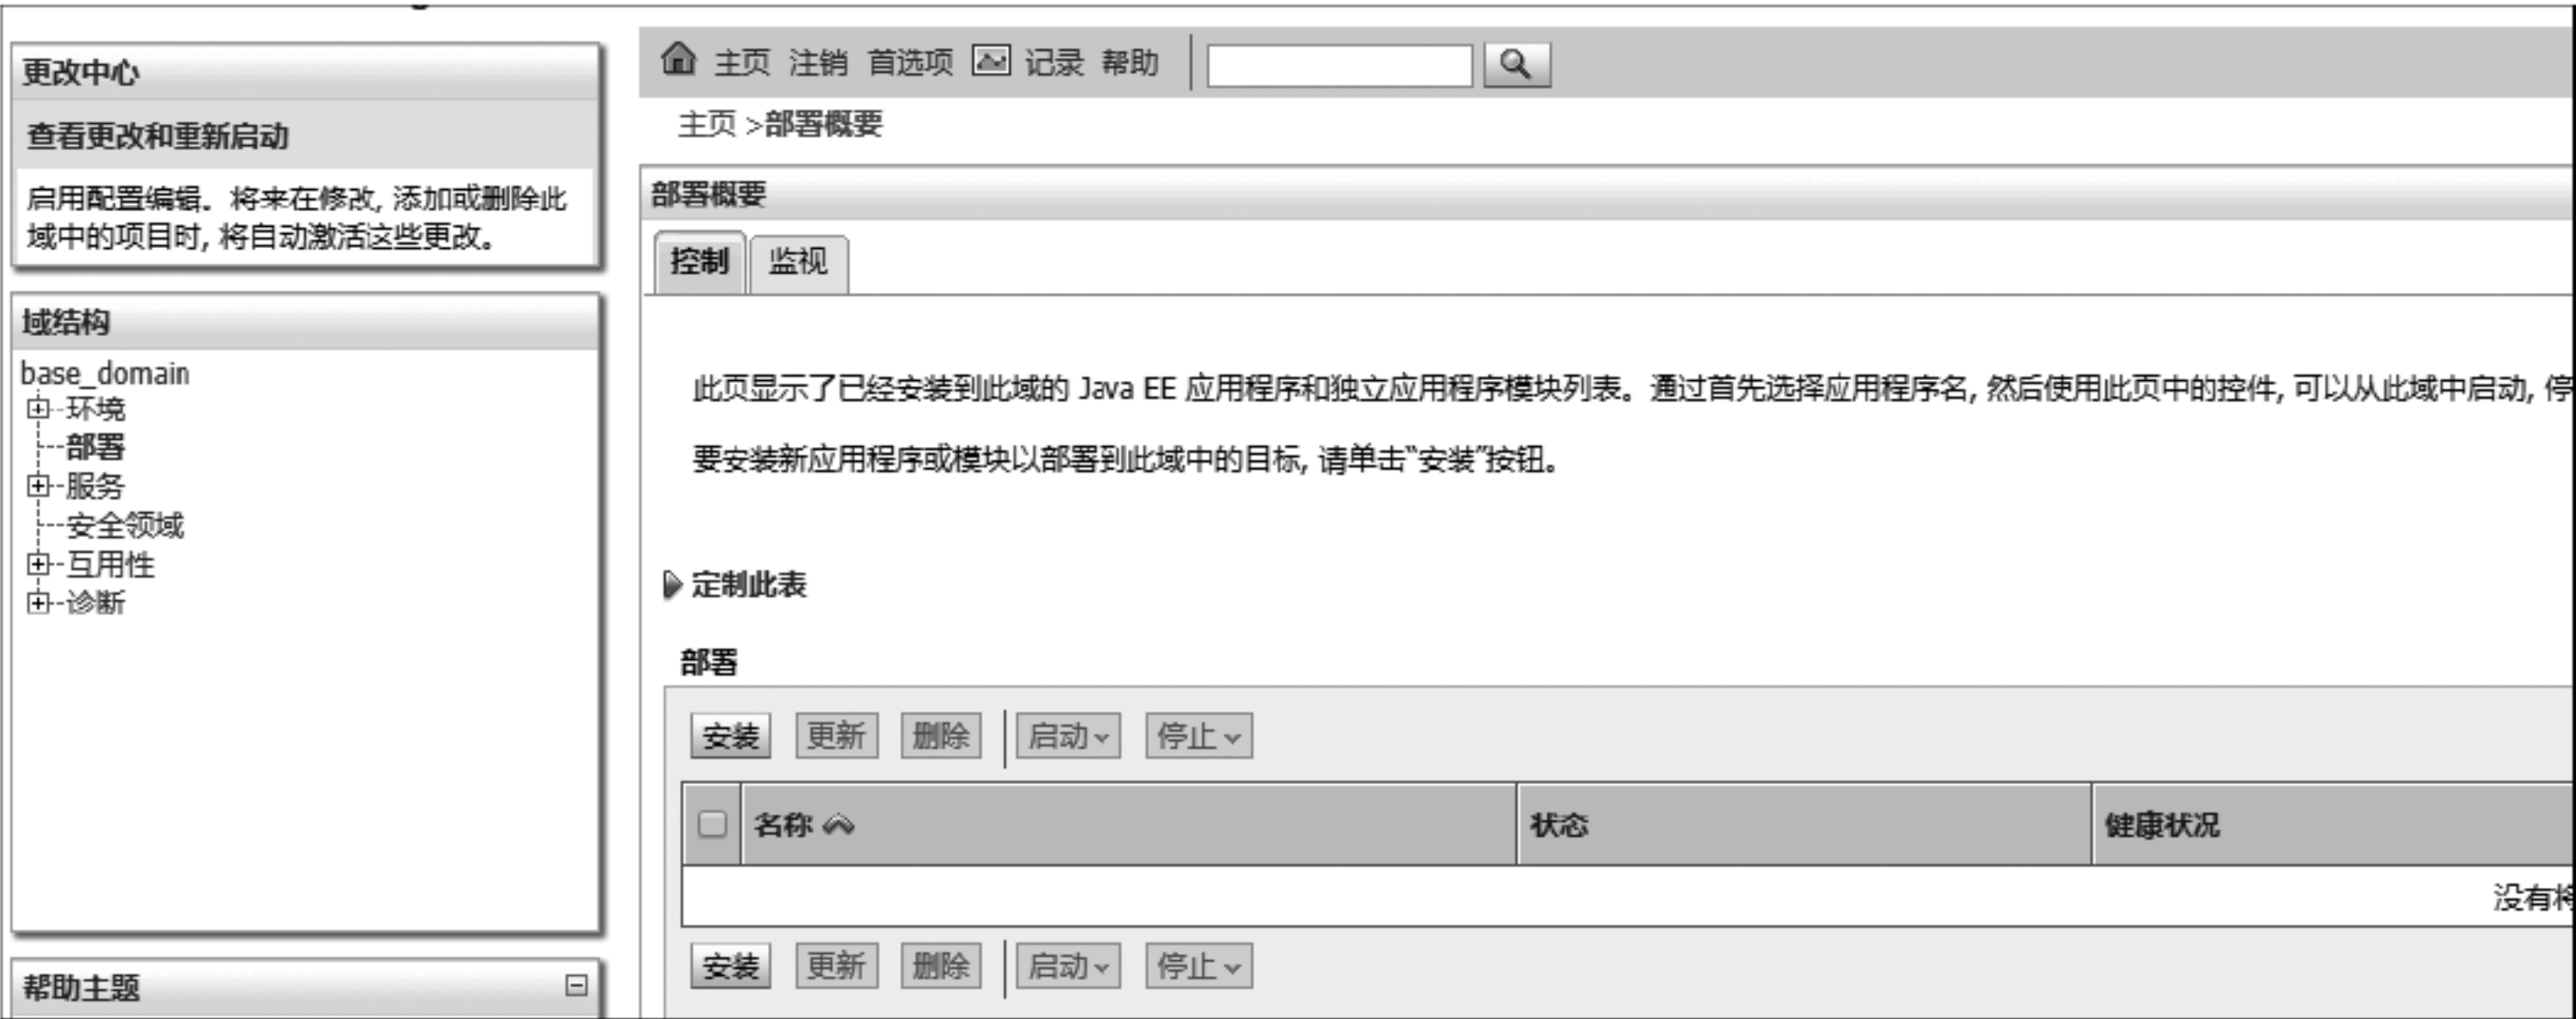 更改中心
查看更改和重新启动
启用配置编辑。将来在修改, 添加或删除此
域中的项目时, 将自动激活这些更改。
域结构
base_domain
环境
部署
服务
安全领域
互用性
诊断
帮助主题
主页 注销 首选项 记录 帮助
主页 >部署概要
部署概要
控制 监视
此页显示了已经安装到此域的 Java EE 应用程序和独立应用程序模块列表。通过首先选择应用程序名, 然后使用此页中的控件, 可以从此域中启动, 停
要安装新应用程序或模块以部署到此域中的目标, 请单击“安装”按钮。
定制此表
部署
安装 更新 删除 启动 停止
名称 状态 健康状况
没有将
安装 更新 删除 启动 停止